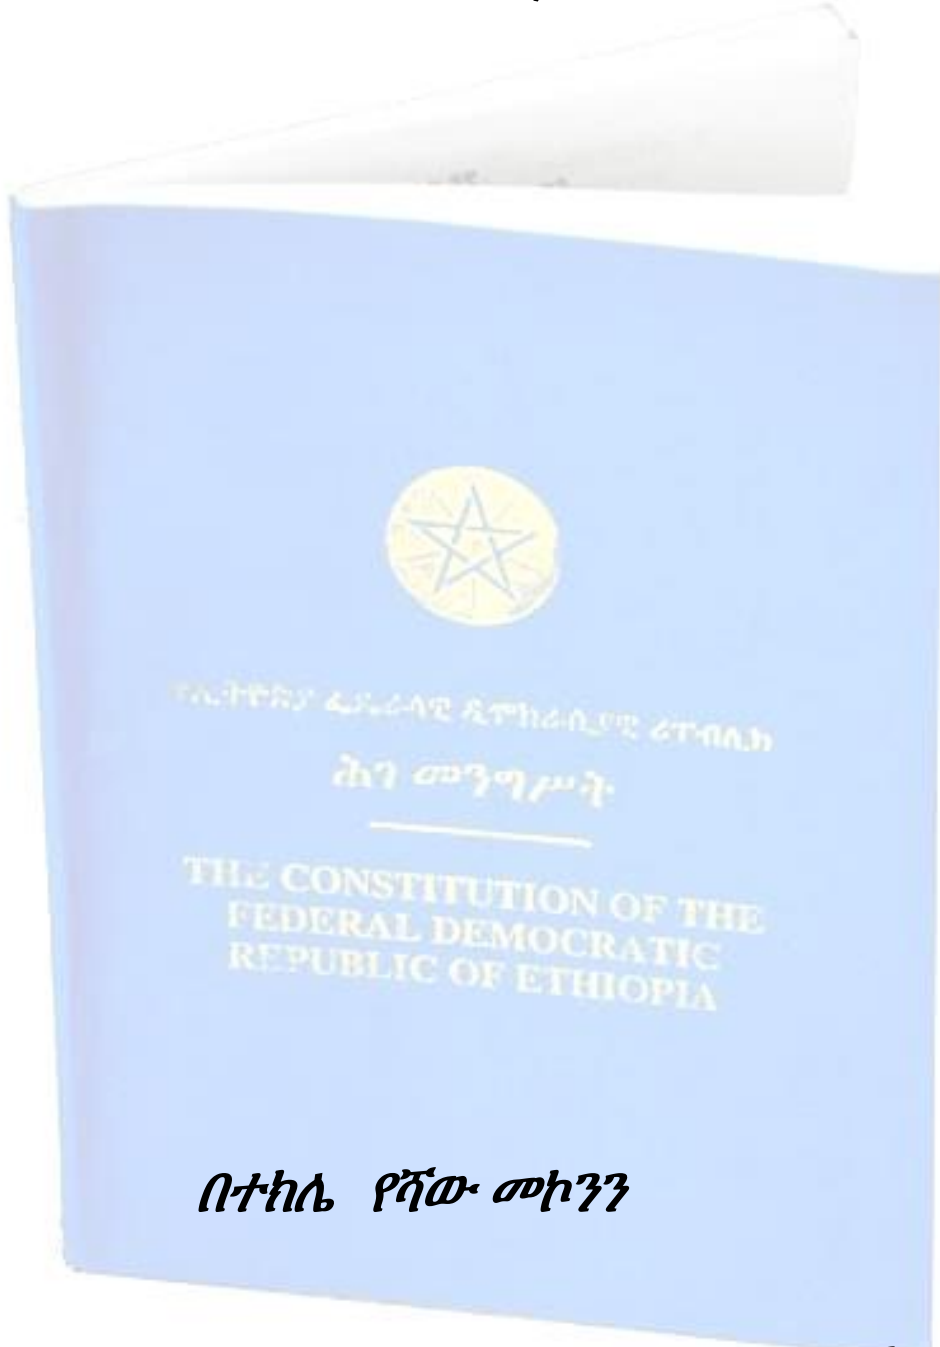 የኢትዮጵያ ፌዴራላዊ ዲሞክራሲያዊ ሪፐብሊክ
ሕገ መንግሥት
THE CONSTITUTION OF THE
FEDERAL DEMOCRATIC
REPUBLIC OF ETHIOPIA
በተክሌ የሻው መኮንን